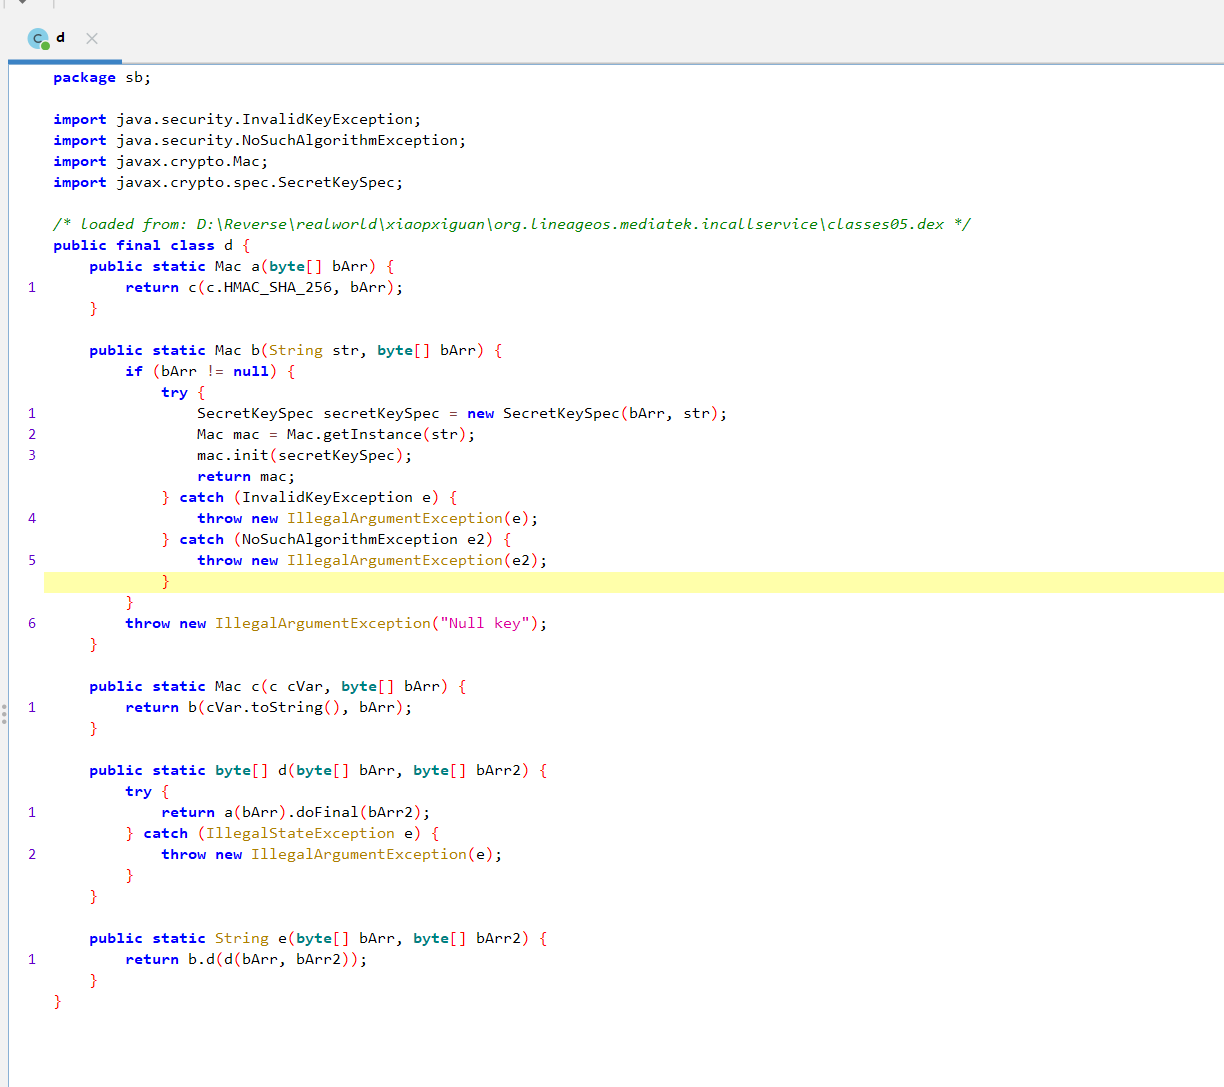 d
package sb;
import java.security.InvalidKeyException;
import java.security.NoSuchAlgorithmException;
import javax.crypto.Mac;
import javax.crypto.spec.SecretKeySpec;
/* loaded from: D:\Reverse\realworld\xiaopxiguan\org.lineageos.mediatek.incallservice\classes05.dex */
public final class d {
    public static Mac a(byte[] bArr) {
1        return c(c.HMAC_SHA_256, bArr);
    }
    public static Mac b(String str, byte[] bArr) {
        if (bArr != null) {
            try {
1                SecretKeySpec secretKeySpec = new SecretKeySpec(bArr, str);
2                Mac mac = Mac.getInstance(str);
3                mac.init(secretKeySpec);
                return mac;
            } catch (InvalidKeyException e) {
4                throw new IllegalArgumentException(e);
            } catch (NoSuchAlgorithmException e2) {
5                throw new IllegalArgumentException(e2);
            }
        }
6        throw new IllegalArgumentException("Null key");
    }
    public static Mac c(c cVar, byte[] bArr) {
1        return b(cVar.toString(), bArr);
    }
    public static byte[] d(byte[] bArr, byte[] bArr2) {
        try {
1            return a(bArr).doFinal(bArr2);
        } catch (IllegalStateException e) {
2            throw new IllegalArgumentException(e);
        }
    }
    public static String e(byte[] bArr, byte[] bArr2) {
1        return b.d(d(bArr, bArr2));
    }
}